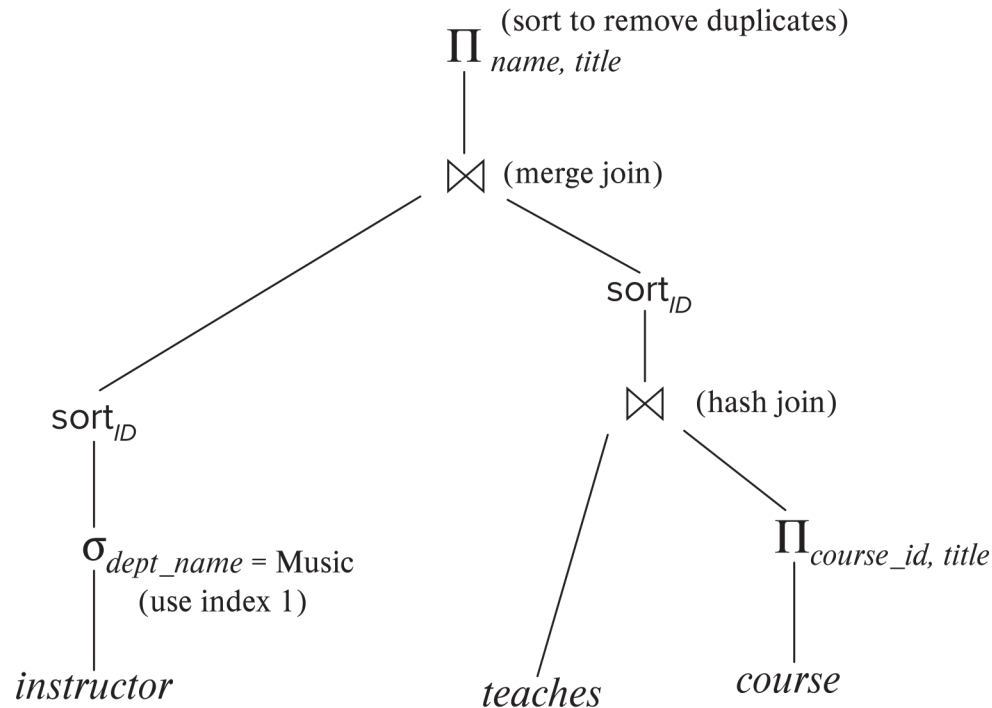 Π name, title (sort to remove duplicates)
⋈ (merge join)
sort ID
sort ID
⋈ (hash join)
σ dept_name = Music
(use index 1)
Π course_id, title
instructor
teaches
course